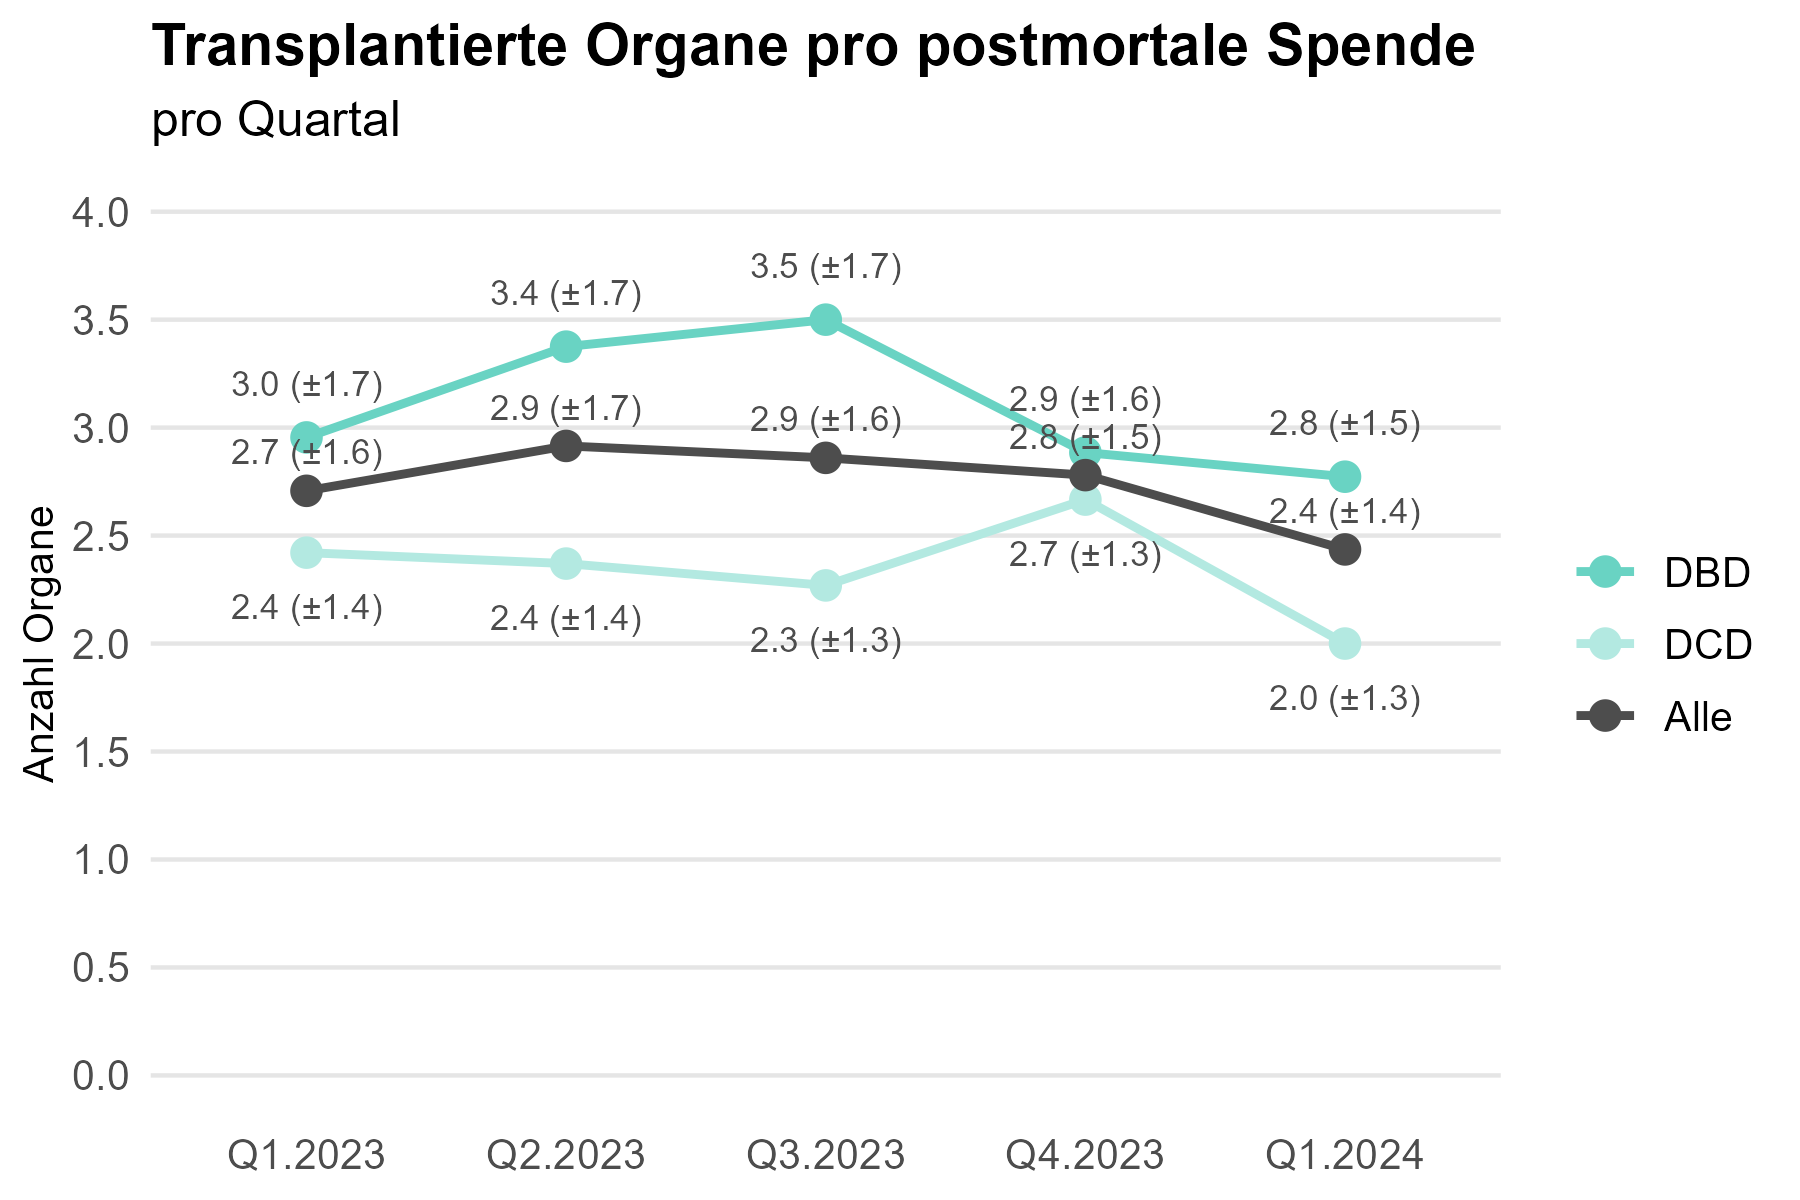 Transplantierte Organe pro postmortale Spende
pro Quartal
Anzahl Organe
4.0
3.5
3.0
2.5
2.0
1.5
1.0
0.5
0.0
3.0 (±1.7)
3.4 (±1.7)
3.5 (±1.7)
2.9 (±1.6)
2.8 (±1.5)
2.7 (±1.6)
2.9 (±1.7)
2.9 (±1.6)
2.8 (±1.5)
2.4 (±1.4)
2.4 (±1.4)
2.4 (±1.4)
2.3 (±1.3)
2.7 (±1.3)
2.0 (±1.3)
Q1.2023
Q2.2023
Q3.2023
Q4.2023
Q1.2024
DBD
DCD
Alle